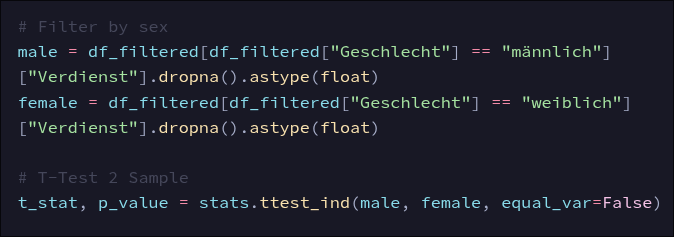 # Filter by sex
male = df_filtered[df_filtered["Geschlecht"] == "männlich"]
["Verdienst"].dropna().astype(float)
female = df_filtered[df_filtered["Geschlecht"] == "weiblich"]
["Verdienst"].dropna().astype(float)
# T-Test 2 Sample
t_stat, p_value = stats.ttest_ind(male, female, equal_var=False)